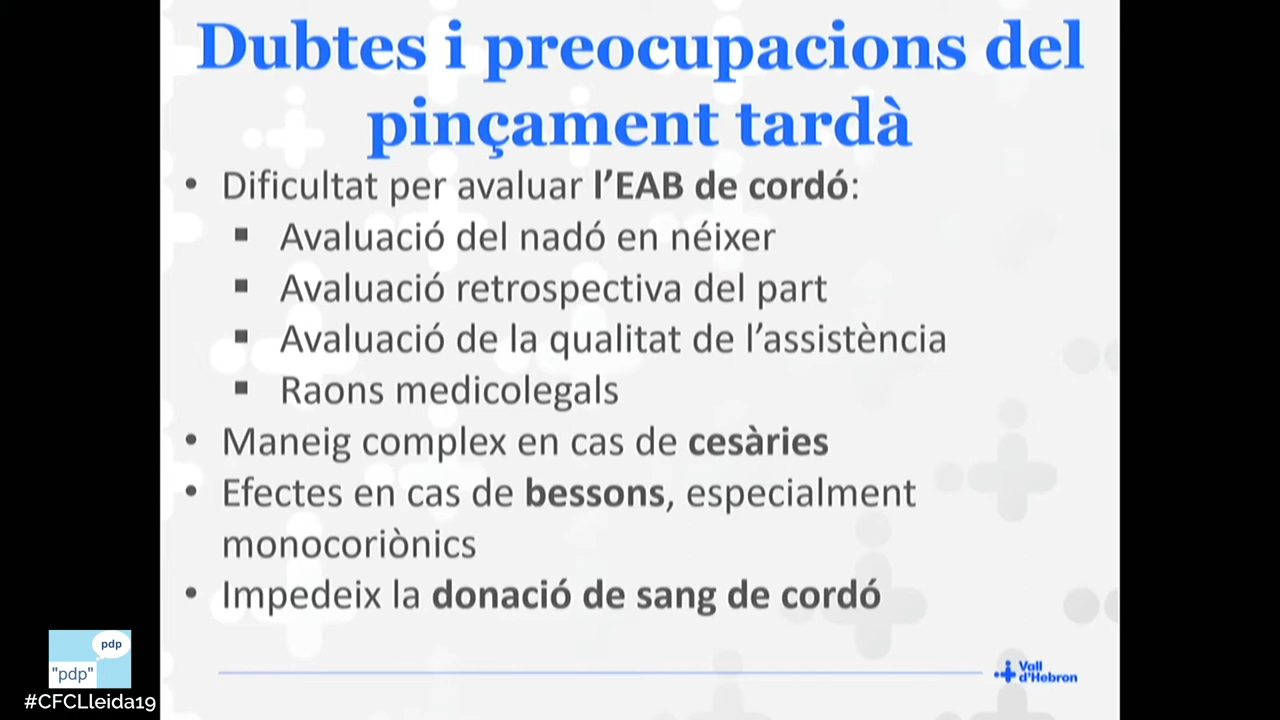 Dubtes i preocupacions del
pinçament tardà
• Dificultat per avaluar l’EAB de cordó:
▪ Avaluació del nadó en néixer
▪ Avaluació retrospectiva del part
▪ Avaluació de la qualitat de l’assistència
▪ Raons medicolegals
• Maneig complex en cas de cesàries
• Efectes en cas de bessons, especialment
monocoriònics
• Impedeix la donació de sang de cordó
Vall
d’Hebron
pdp
"pdp"
#CFCLleida19